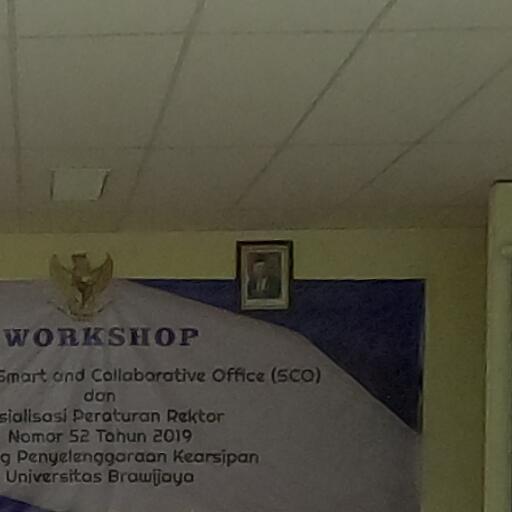 WORKSHOP
Smart and Collaborative Office (SCO)
dan
sialisasi Peraturan Rektor
Nomor 52 Tahun 2019
g Penyelenggaraan Kearsipan
Universitas Brawijaya